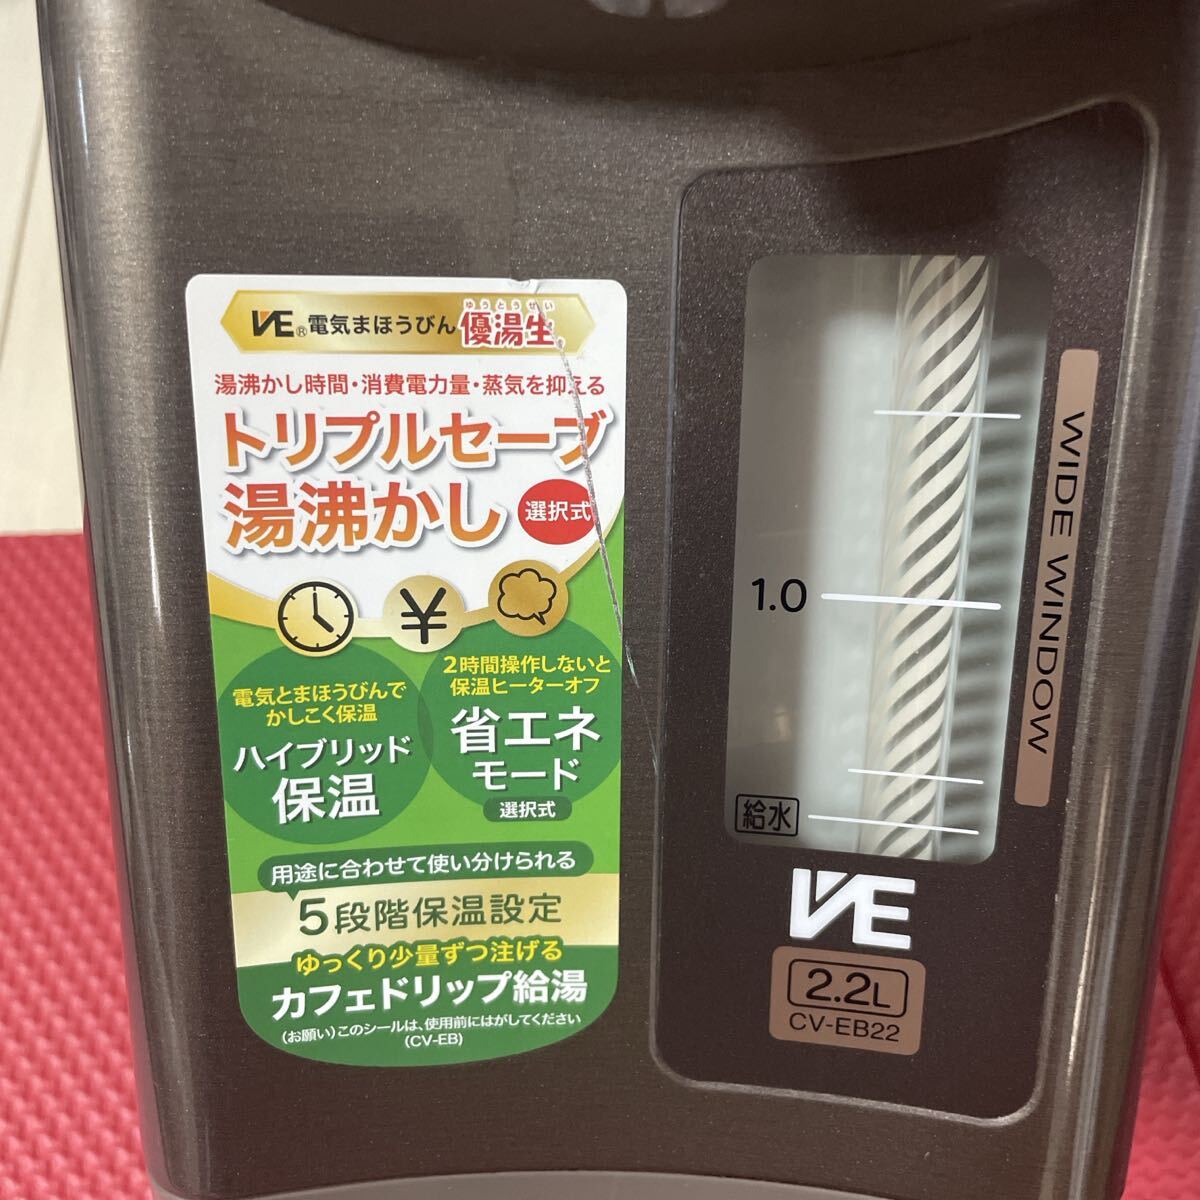 VE®電気まほうびん優湯生®
ゆうとうせい
湯沸かし時間・消費電力量・蒸気を抑える
トリプルセーブ
湯沸かし 選択式
¥
電気とまほうびんで
かしこく保温
ハイブリッド
保温
2時間操作しないと
保温ヒーターオフ
省エネ
モード
選択式
用途に合わせて使い分けられる
5段階保温設定
ゆっくり少量ずつ注げる
カフェドリップ給湯
(お願い)このシールは、使用前にはがしてください
(CV-EB)
WIDE WINDOW
1.0
給水
VE
2.2L
CV-EB22